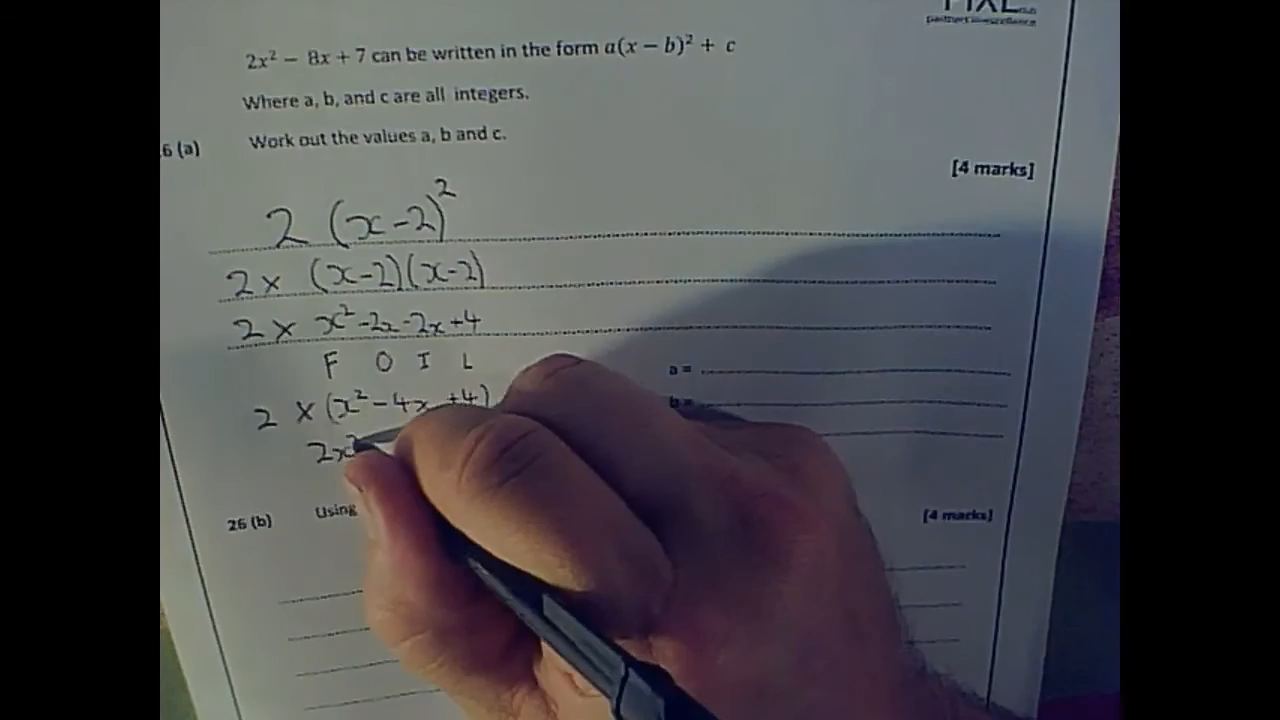 2x² − 8x + 7 can be written in the form a(x − b)² + c
Where a, b, and c are all integers.
6 (a) Work out the values a, b and c.
[4 marks]
2 (x-2)²
2 × (x-2)(x-2)
2 × x² -2x -2x +4
F O I L
a =
2 × (x² - 4x +4)
b =
2x²
26 (b) Using
[4 marks]